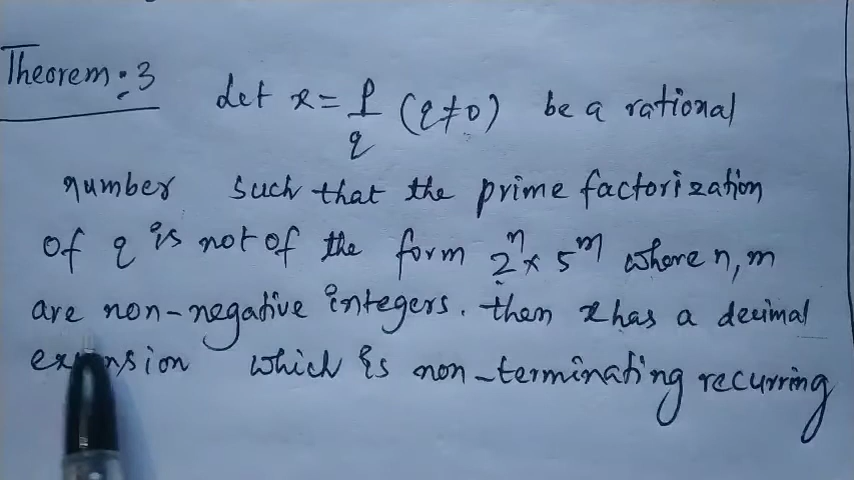 Theorem : 3
Let x = p/q (q≠0) be a rational
number such that the prime factorization
of q is not of the form 2ⁿ × 5ᵐ where n, m
are non-negative integers. then x has a decimal
which is non-terminating recurring